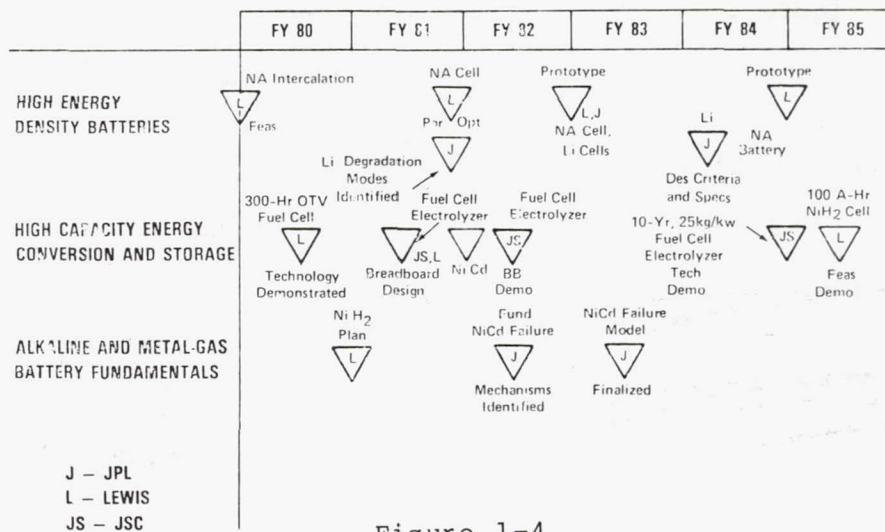 FY 80 FY 81 FY 82 FY 83 FY 84 FY 85
HIGH ENERGY
DENSITY BATTERIES
NA Intercalation
L
Feas
NA Cell
L
Por Opt
J
Li Degradation
Modes
Identified
Prototype
L,J
NA Cell,
Li Cells
Li
J
Des Criteria
and Specs
Prototype
L
NA
Battery
HIGH CAPACITY ENERGY
CONVERSION AND STORAGE
300-Hr OTV
Fuel Cell
L
Technology
Demonstrated
Fuel Cell
Electrolyzer
JS,L
Breadboard
Design
Ni Cd
Fuel Cell
Electrolyzer
JS
BB
Demo
10-Yr, 25kg/kw
Fuel Cell
Electrolyzer
Tech
Demo
JS
100 A-Hr
NiH2 Cell
L
Feas
Demo
ALKALINE AND METAL-GAS
BATTERY FUNDAMENTALS
Ni H2
Plan
L
Fund
NiCd Failure
J
Mechanisms
Identified
NiCd Failure
Model
J
Finalized
J – JPL
L – LEWIS
JS – JSC
Figure 1-4